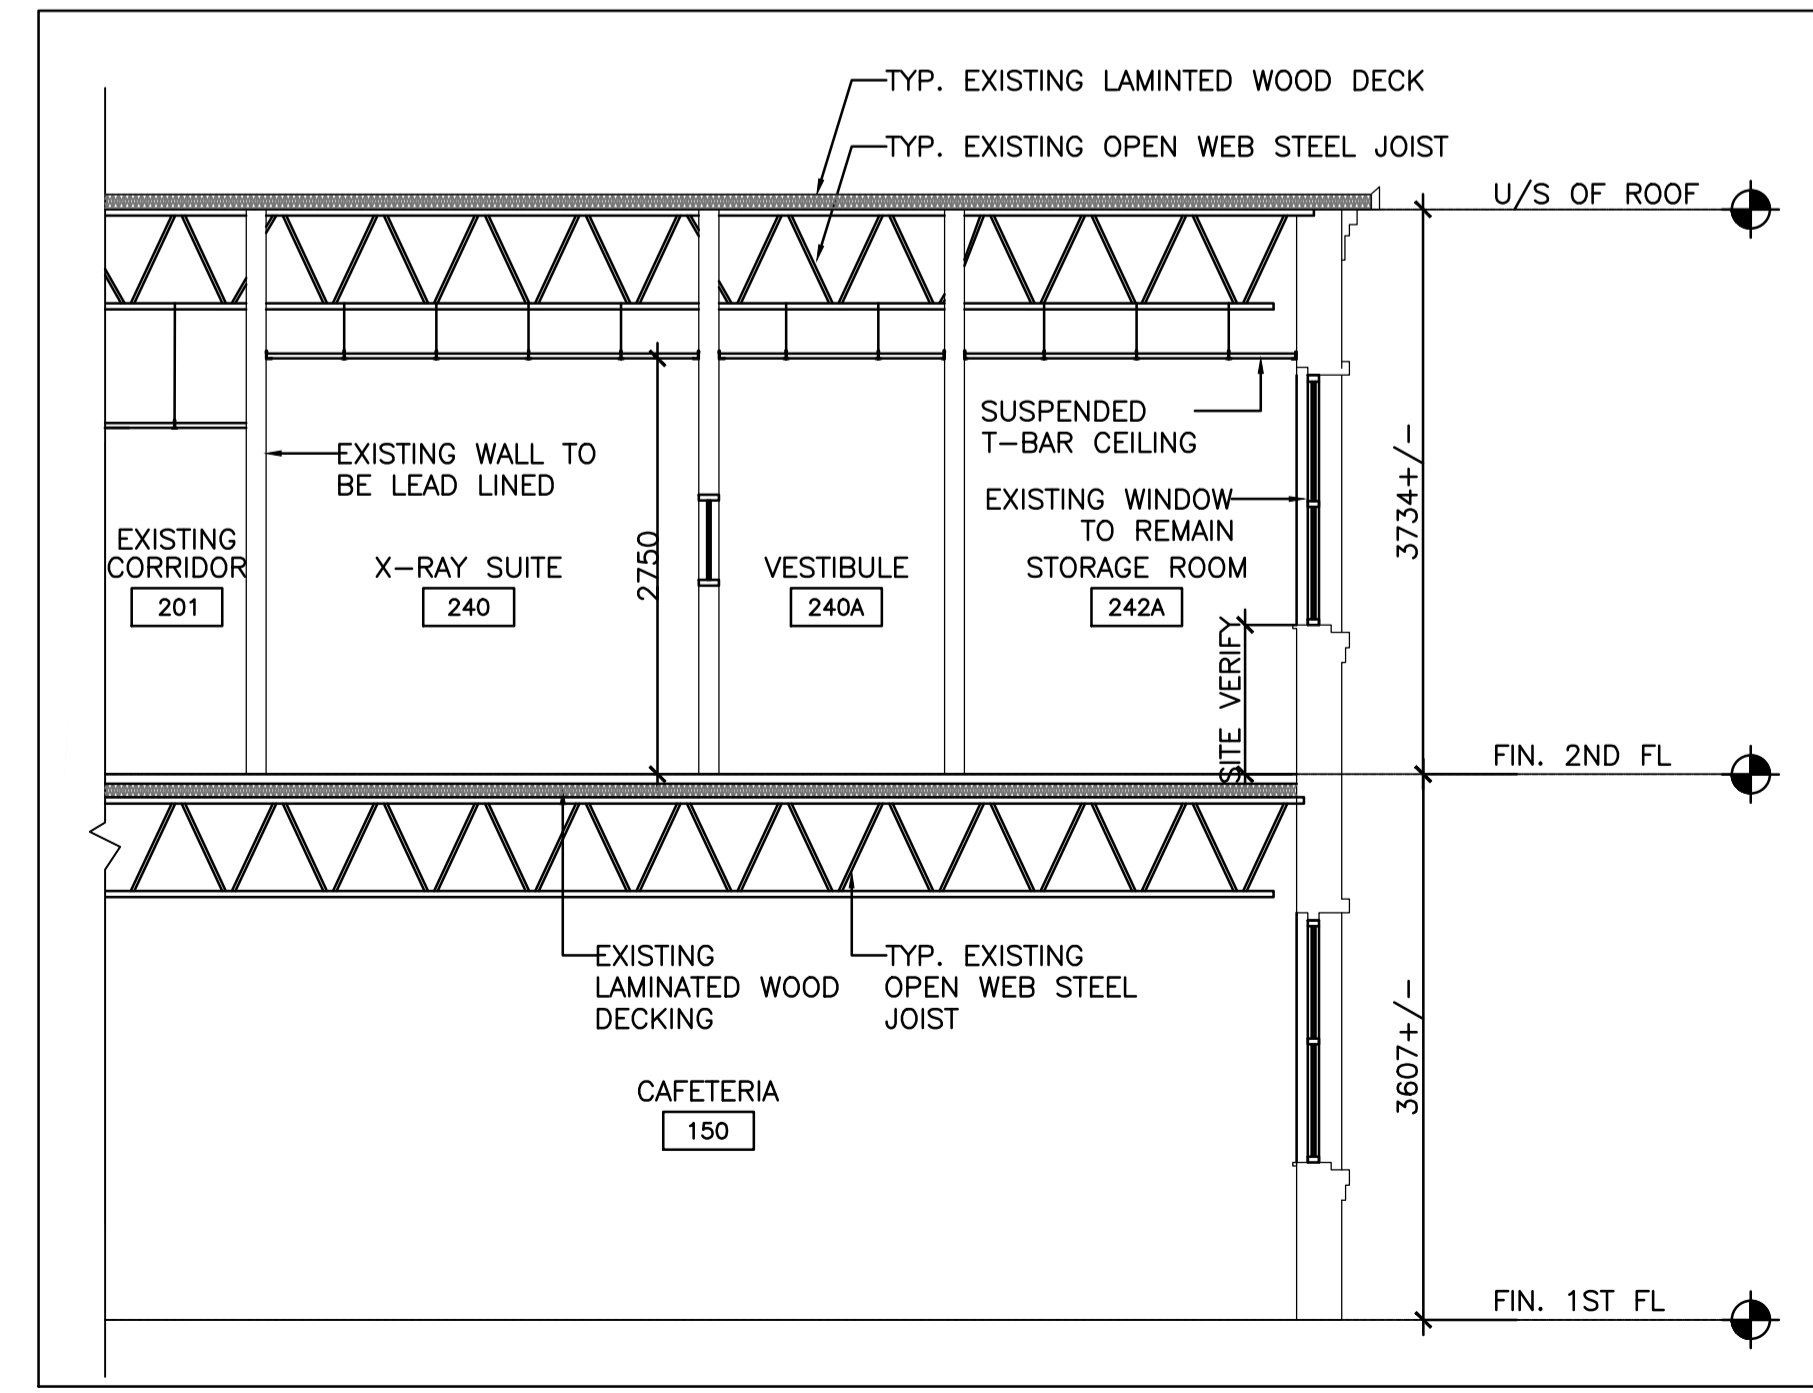 TYP. EXISTING LAMINTED WOOD DECK
TYP. EXISTING OPEN WEB STEEL JOIST
U/S OF ROOF
SUSPENDED
T-BAR CEILING
EXISTING WALL TO
BE LEAD LINED
EXISTING WINDOW
TO REMAIN
3734+/-
EXISTING
CORRIDOR
201
X-RAY SUITE
240
2750
VESTIBULE
240A
STORAGE ROOM
242A
SITE VERIFY
FIN. 2ND FL
EXISTING
LAMINATED WOOD
DECKING
TYP. EXISTING
OPEN WEB STEEL
JOIST
3607+/-
CAFETERIA
150
FIN. 1ST FL